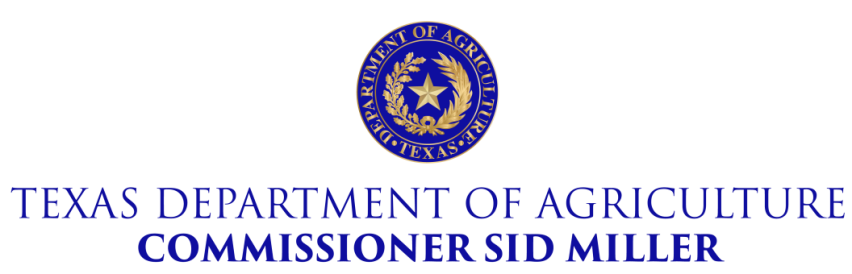 DEPARTMENT OF AGRICULTURE
•TEXAS•
TEXAS DEPARTMENT OF AGRICULTURE
COMMISSIONER SID MILLER